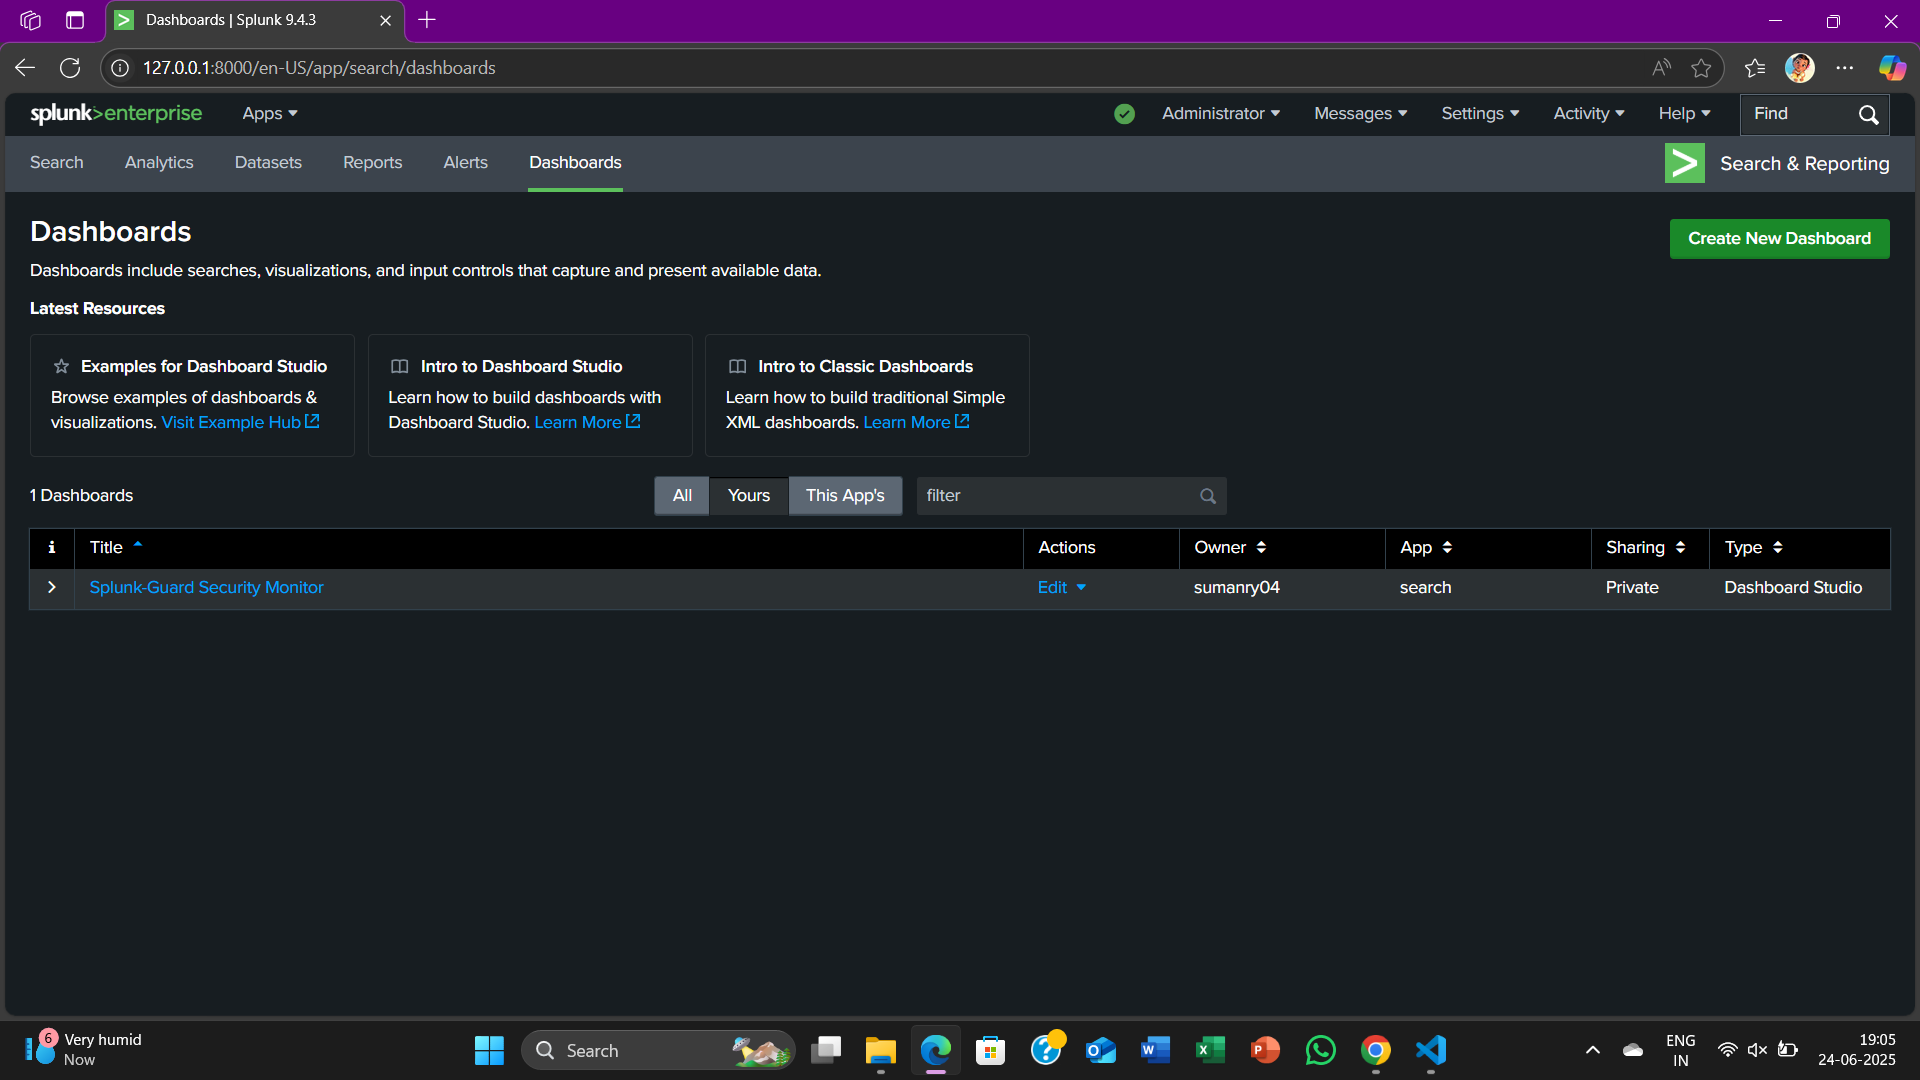 Dashboards | Splunk 9.4.3
127.0.0.1:8000/en-US/app/search/dashboards
splunk>enterprise Apps Administrator Messages Settings Activity Help Find
Search Analytics Datasets Reports Alerts Dashboards Search & Reporting
Dashboards
Create New Dashboard
Dashboards include searches, visualizations, and input controls that capture and present available data.
Latest Resources
Examples for Dashboard Studio
Browse examples of dashboards &
visualizations. Visit Example Hub
Intro to Dashboard Studio
Learn how to build dashboards with
Dashboard Studio. Learn More
Intro to Classic Dashboards
Learn how to build traditional Simple
XML dashboards. Learn More
1 Dashboards All Yours This App's filter
i Title Actions Owner App Sharing Type
Splunk-Guard Security Monitor Edit sumanry04 search Private Dashboard Studio
6 Very humid
Now
Search
ENG
IN
19:05
24-06-2025